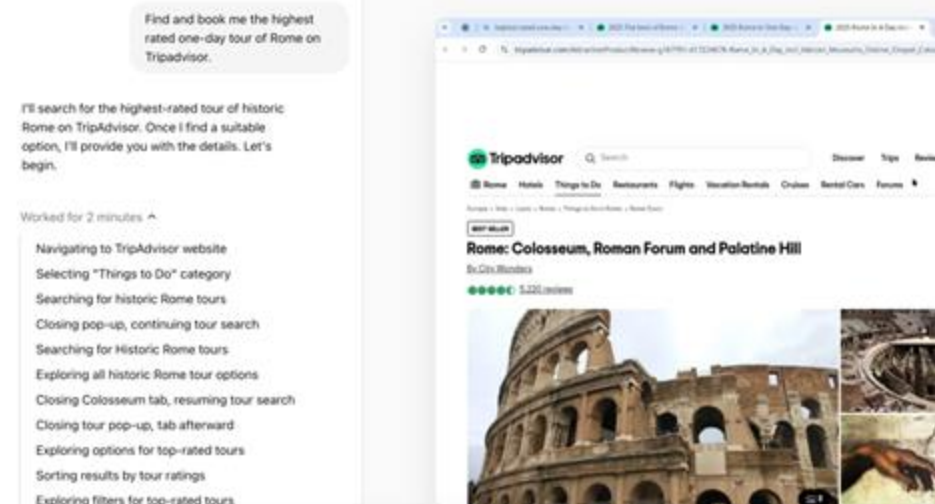 Find and book me the highest
rated one-day tour of Rome on
Tripadvisor.
I'll search for the highest-rated tour of historic
Rome on TripAdvisor. Once I find a suitable
option, I'll provide you with the details. Let's
begin.
Worked for 2 minutes
Navigating to TripAdvisor website
Selecting "Things to Do" category
Searching for historic Rome tours
Closing pop-up, continuing tour search
Searching for Historic Rome tours
Exploring all historic Rome tour options
Closing Colosseum tab, resuming tour search
Closing tour pop-up, tab afterward
Exploring options for top-rated tours
Sorting results by tour ratings
Exploring filters for top-rated tours
Tripadvisor
Search
Discover Trips
Rome Hotels Things to Do Restaurants Flights Vacation Rentals Cruises Rental Cars Forums
BEST SELLER
Rome: Colosseum, Roman Forum and Palatine Hill
By City Wonders
5,220 reviews